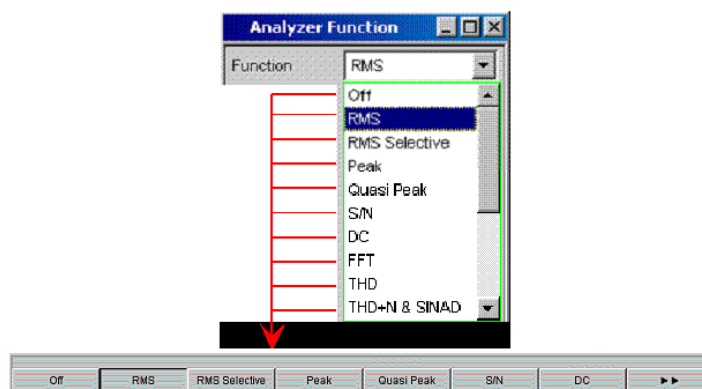 Analyzer Function
Function RMS
Off
RMS
RMS Selective
Peak
Quasi Peak
S/N
DC
FFT
THD
THD+N & SINAD
Off RMS RMS Selective Peak Quasi Peak S/N DC